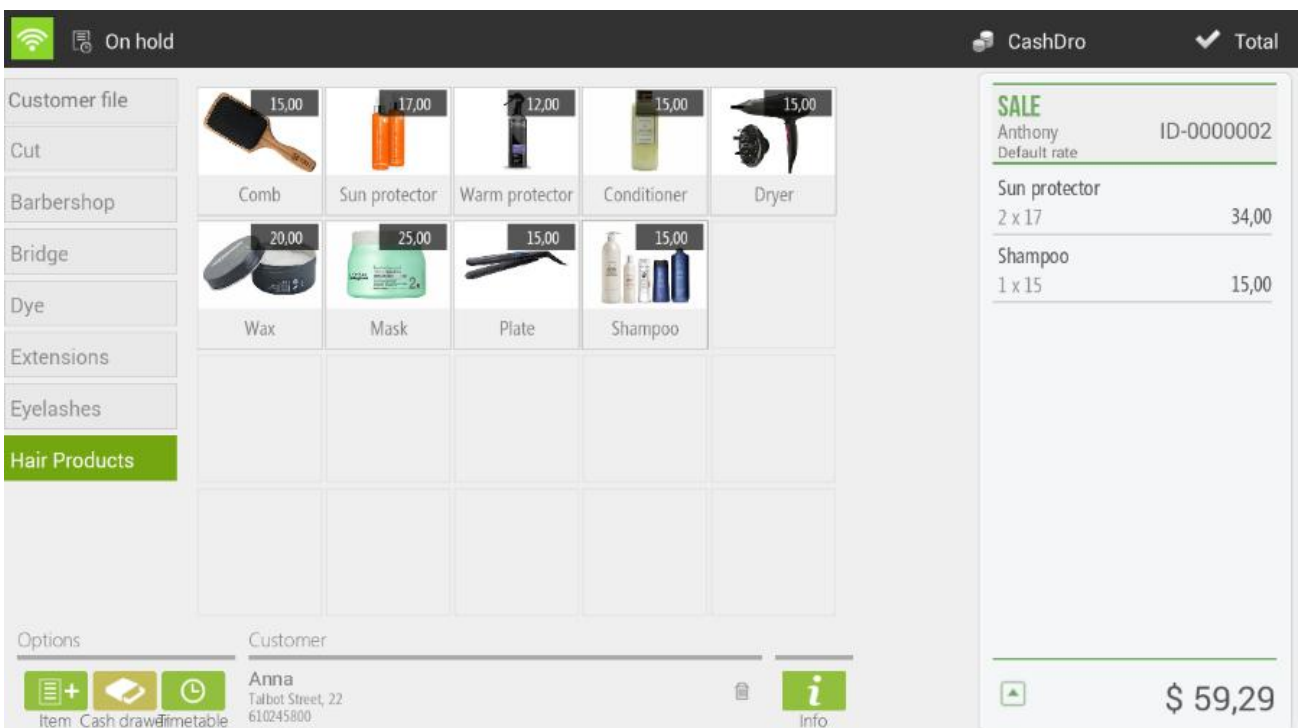 On hold
CashDro
Total
Customer file
Cut
Barbershop
Bridge
Dye
Extensions
Eyelashes
Hair Products
15,00
17,00
12,00
15,00
15,00
Comb
Sun protector
Warm protector
Conditioner
Dryer
20,00
25,00
15,00
15,00
Wax
Mask
Plate
Shampoo
SALE
Anthony
ID-0000002
Default rate
Sun protector
2 x 17
34,00
Shampoo
1 x 15
15,00
$ 59,29
Options
Customer
Anna
Talbot Street, 22
610245800
Item
Cash drawer
Timetable
Info